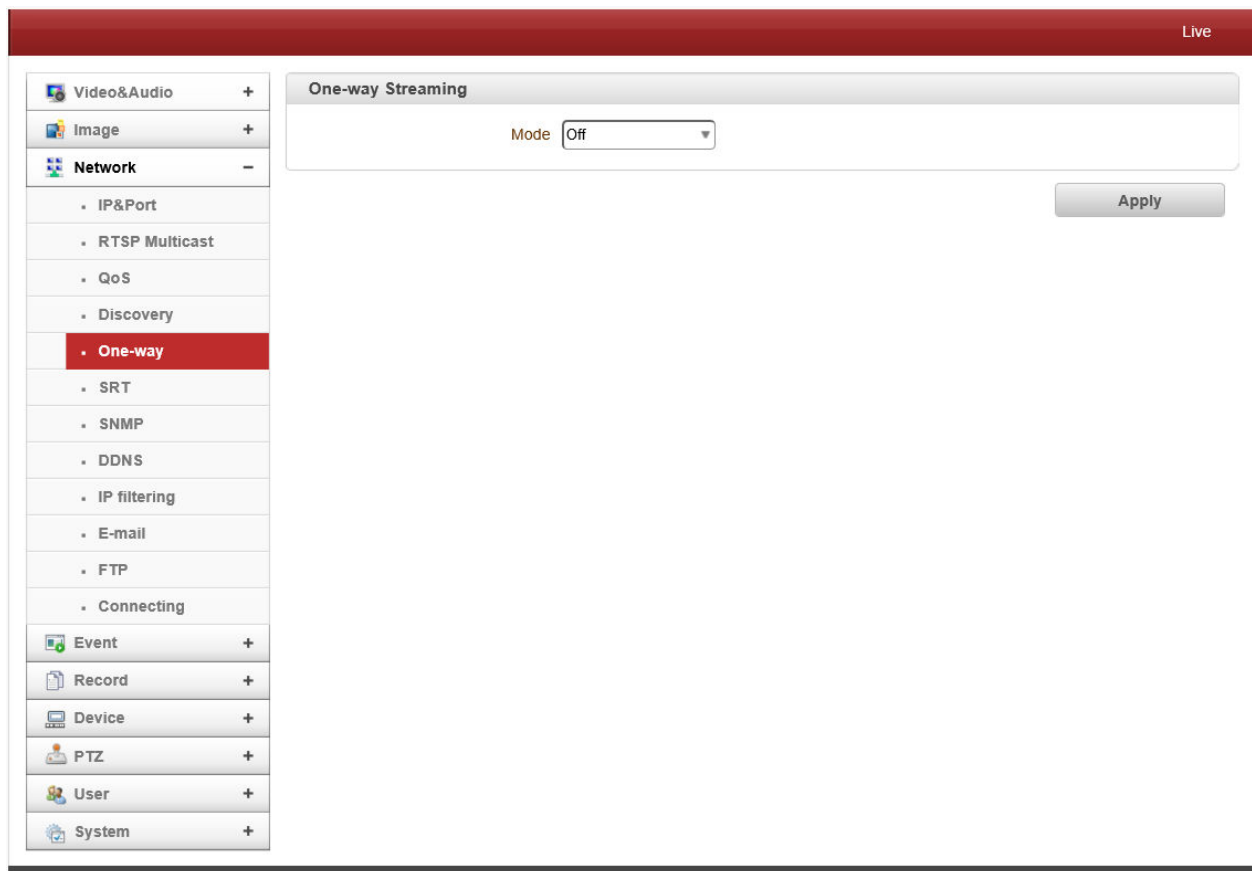 Live
Video&Audio +
Image +
Network −
IP&Port
RTSP Multicast
QoS
Discovery
One-way
SRT
SNMP
DDNS
IP filtering
E-mail
FTP
Connecting
Event +
Record +
Device +
PTZ +
User +
System +
One-way Streaming
Mode Off
Apply